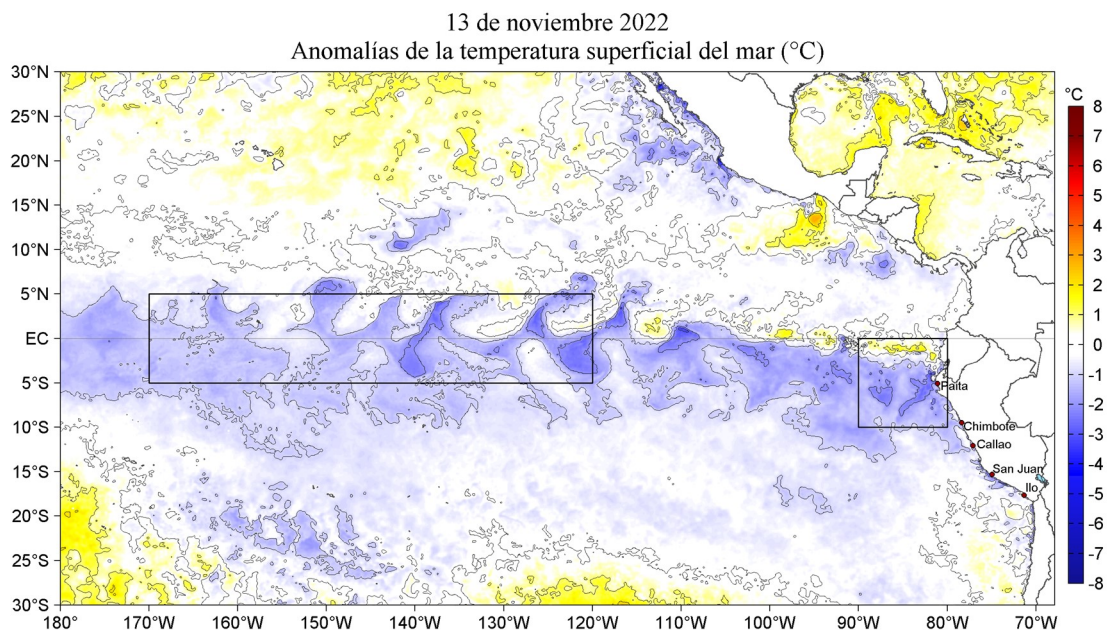 13 de noviembre 2022
Anomalías de la temperatura superficial del mar (°C)
30°N
25°N
20°N
15°N
10°N
5°N
EC
5°S
10°S
15°S
20°S
25°S
30°S
180 170°W 160°W 150°W 140°W 130°W 120°W 110°W 100°W 90°W 80°W 70°W
Paita
Chimbote
Callao
San Juan
Ilo
°C
8
7
6
5
4
3
2
1
0
-1
-2
-3
-4
-5
-6
-7
-8